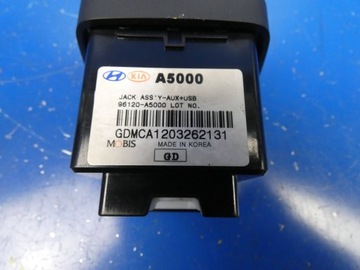 KIA A5000
JACK ASS'Y-AUX+USB
96120-A5000 LOT NO.
GDMCA1203262131
MOBIS MADE IN KOREA
GD